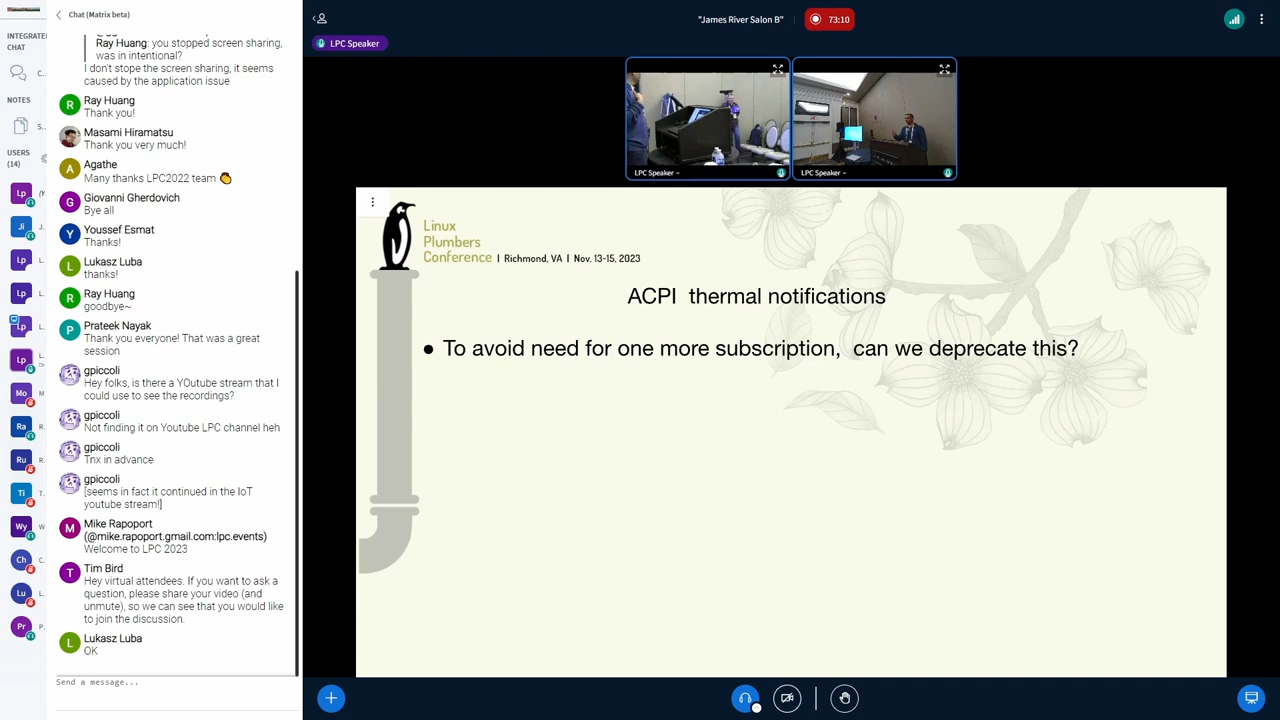 Chat (Matrix beta)
INTEGRATE
CHAT
C...
NOTES
S...
USERS
(14)
Ray Huang: you stopped screen sharing,
was in intentional?
I don't stope the screen sharing, it seems
caused by the application issue
Ray Huang
Thank you!
Masami Hiramatsu
Thank you very much!
Agathe
Many thanks LPC2022 team 👏
Giovanni Gherdovich
Bye all
Youssef Esmat
Thanks!
Lukasz Luba
thanks!
Ray Huang
goodbye~
Prateek Nayak
Thank you everyone! That was a great
session
gpiccoli
Hey folks, is there a YOutube stream that I
could use to see the recordings?
gpiccoli
Not finding it on Youtube LPC channel heh
gpiccoli
Tnx in advance
gpiccoli
[seems in fact it continued in the IoT
youtube stream!]
Mike Rapoport
(@mike.rapoport.gmail.com:lpc.events)
Welcome to LPC 2023
Tim Bird
Hey virtual attendees. If you want to ask a
question, please share your video (and
unmute), so we can see that you would like
to join the discussion.
Lukasz Luba
OK
Send a message...
"James River Salon B"
73:10
LPC Speaker
LPC Speaker
LPC Speaker
Linux
Plumbers
Conference | Richmond, VA | Nov. 13-15, 2023
ACPI thermal notifications
● To avoid need for one more subscription, can we deprecate this?